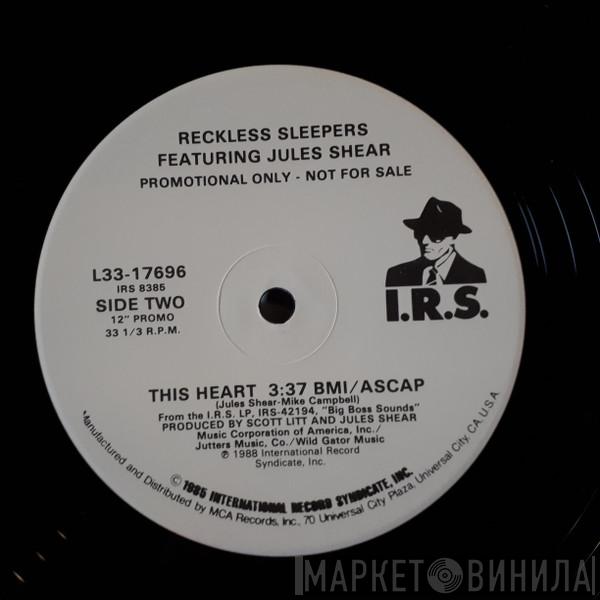 RECKLESS SLEEPERS
FEATURING JULES SHEAR
PROMOTIONAL ONLY - NOT FOR SALE
L33-17696
IRS 8385
SIDE TWO
12" PROMO
33 1/3 R.P.M.
I.R.S.
THIS HEART 3:37 BMI/ASCAP
(Jules Shear-Mike Campbell)
From the I.R.S. LP, IRS-42194, "Big Boss Sounds"
PRODUCED BY SCOTT LITT AND JULES SHEAR
Music Corporation of America, Inc./
Jutters Music, Co./Wild Gator Music
℗ 1988 International Record
Syndicate, Inc.
© 1985 INTERNATIONAL RECORD SYNDICATE, INC.
*Manufactured and Distributed by MCA Records, Inc., 70 Universal City Plaza, Universal City, CA. U.S.A
МАРКЕТ ВИНИЛА